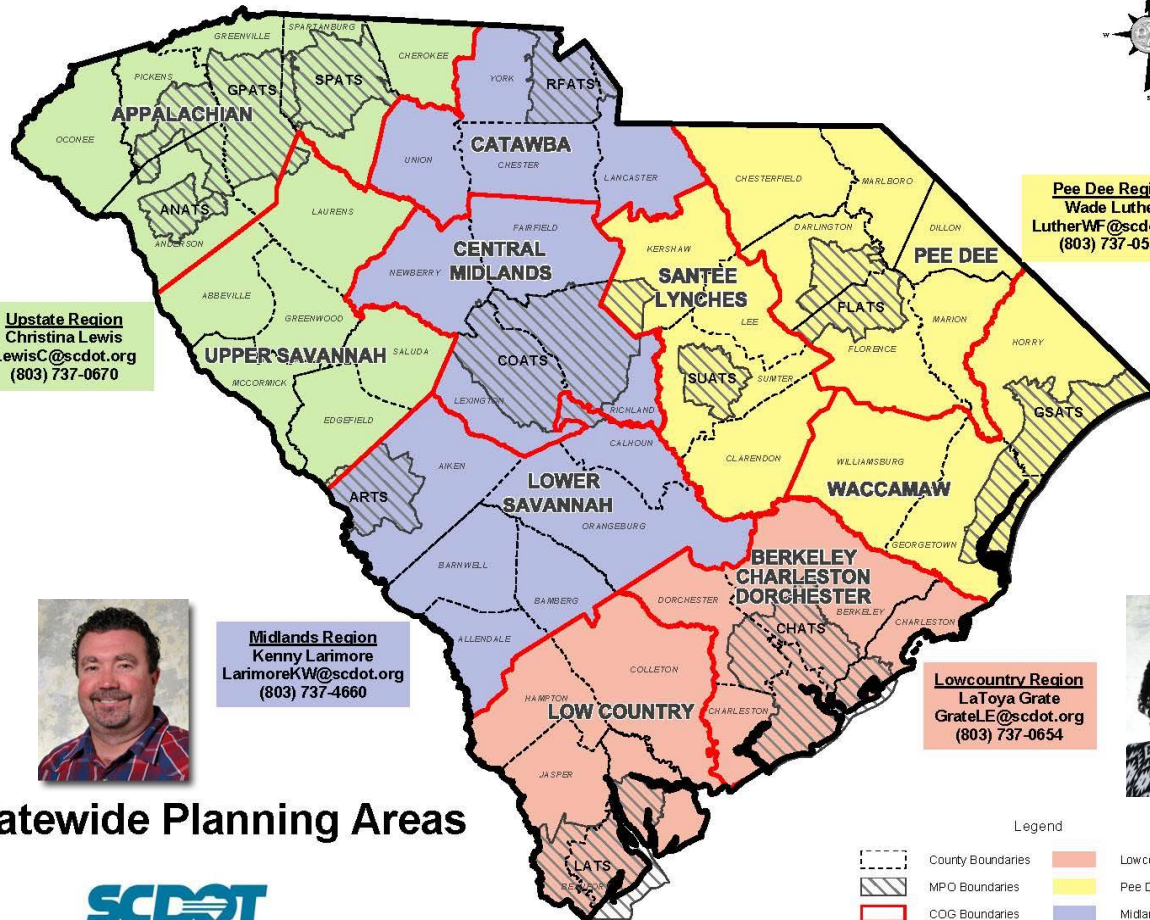 GREENVILLE
SPARTANBURG
CHEROKEE
PICKENS
GPATS
SPATS
YORK
RFATS
W
OCONEE
APPALACHIAN
UNION
CATAWBA
CHESTER
LANCASTER
CHESTERFIELD
MARLBORO
ANATS
ANDERSON
LAURENS
FAIRFIELD
DARLINGTON
DILLON
PEE DEE
Pee Dee Regi
Wade Luthe
LutherWF@scdo
(803) 737-05
NEWBERRY
CENTRAL
MIDLANDS
KERSHAW
SANTEE
LYNCHES
LEE
FLATS
MARION
FLORENCE
HORRY
ABBEVILLE
GREENWOOD
Upstate Region
Christina Lewis
ewisC@scdot.org
(803) 737-0670
UPPER SAVANNAH
SALUDA
MCCORMICK
EDGEFIELD
COATS
LEXINGTON
RICHLAND
SUATS
SUMTER
GSATS
CALHOUN
CLARENDON
WILLIAMSBURG
WACCAMAW
GEORGETOWN
AIKEN
ARTS
LOWER
SAVANNAH
ORANGEBURG
BARNWELL
BAMBERG
ALLENDALE
BERKELEY
CHARLESTON
DORCHESTER
DORCHESTER
BERKELEY
CHARLESTON
CHATS
CHARLESTON
COLLETON
HAMPTON
LOW COUNTRY
JASPER
LATS
BEAUFORT
Midlands Region
Kenny Larimore
LarimoreKW@scdot.org
(803) 737-4660
Lowcountry Region
LaToya Grate
GrateLE@scdot.org
(803) 737-0654
atewide Planning Areas
SCDOT
Legend
County Boundaries
Lowc
MPO Boundaries
Pee D
COG Boundaries
Midlan